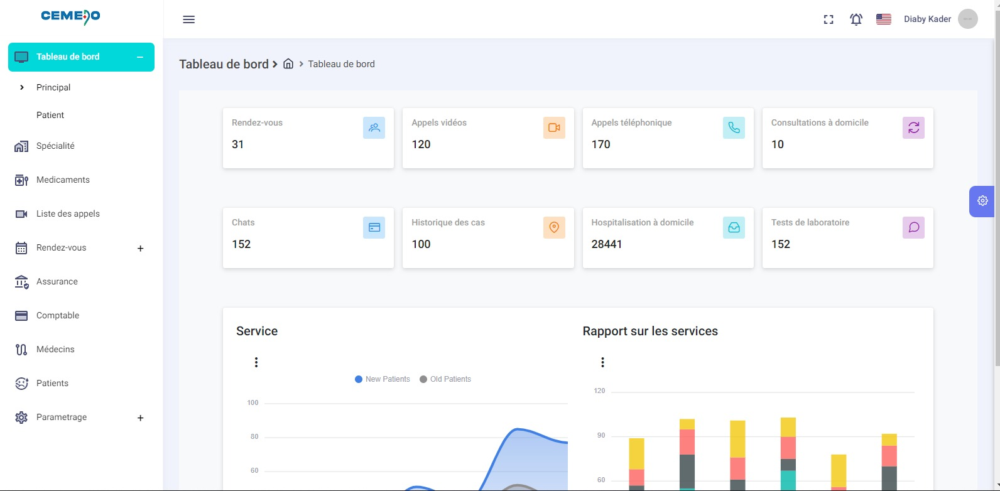 CEMEDO
Diaby Kader
Tableau de bord
Principal
Patient
Spécialité
Medicaments
Liste des appels
Rendez-vous
Assurance
Comptable
Médecins
Patients
Parametrage
Tableau de bord > > Tableau de bord
Rendez-vous
31
Appels vidéos
120
Appels téléphonique
170
Consultations à domicile
10
Chats
152
Historique des cas
100
Hospitalisation à domicile
28441
Tests de laboratoire
152
Service
New Patients Old Patients
100
80
60
Rapport sur les services
120
90
60